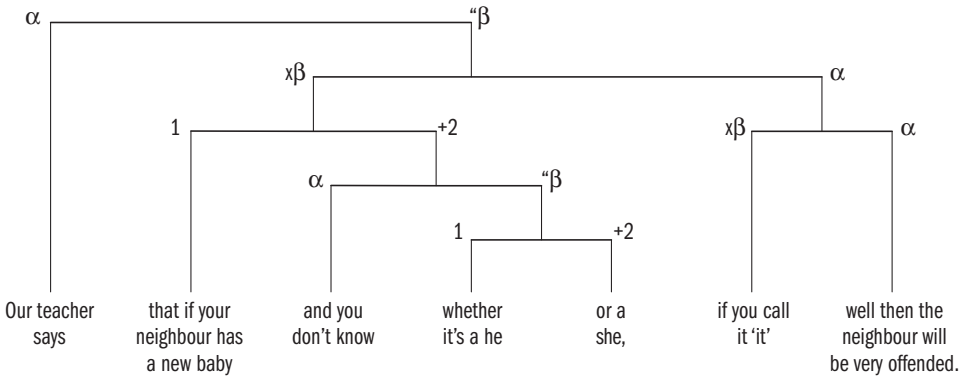 α “β
xβ α
1 +2 xβ α
α “β
1 +2
Our teacher says
that if your neighbour has a new baby
and you don’t know
whether it’s a he
or a she,
if you call it ‘it’
well then the neighbour will be very offended.